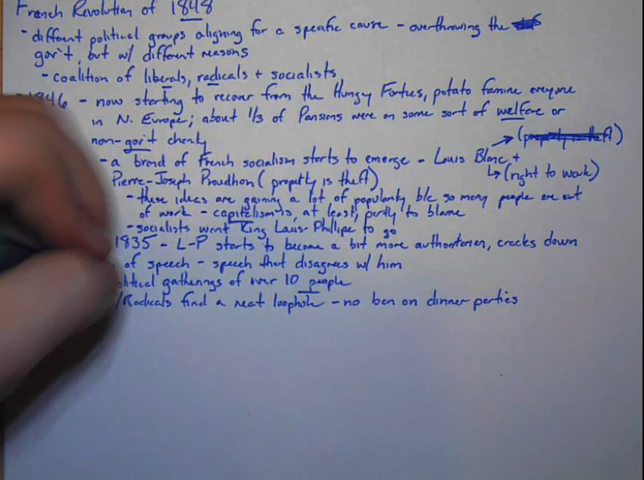 French Revolution of 1848
- different political groups aligning for a specific cause - overthrowing the
gov't, but w/ different reasons
- coalition of liberals, radicals + socialists
1846 - now starting to recover from the Hungry Forties, potato famine everyone
in N. Europe; about 1/3 of Parisians were on some sort of welfare or
non-gov't charity
(property is theft)
- a brand of French socialism starts to emerge - Louis Blanc +
(right to work)
Pierre-Joseph Proudhon (property is theft)
- these ideas are gaining a lot of popularity b/c so many people are out
of work - capitalism is, at least, partly to blame
- socialists want King Louis-Phillipe to go
1835 - L-P starts to become a bit more authoritarian, cracks down
of speech - speech that disagrees w/ him
political gatherings of over 10 people
/Radicals find a neat loophole - no ban on dinner parties